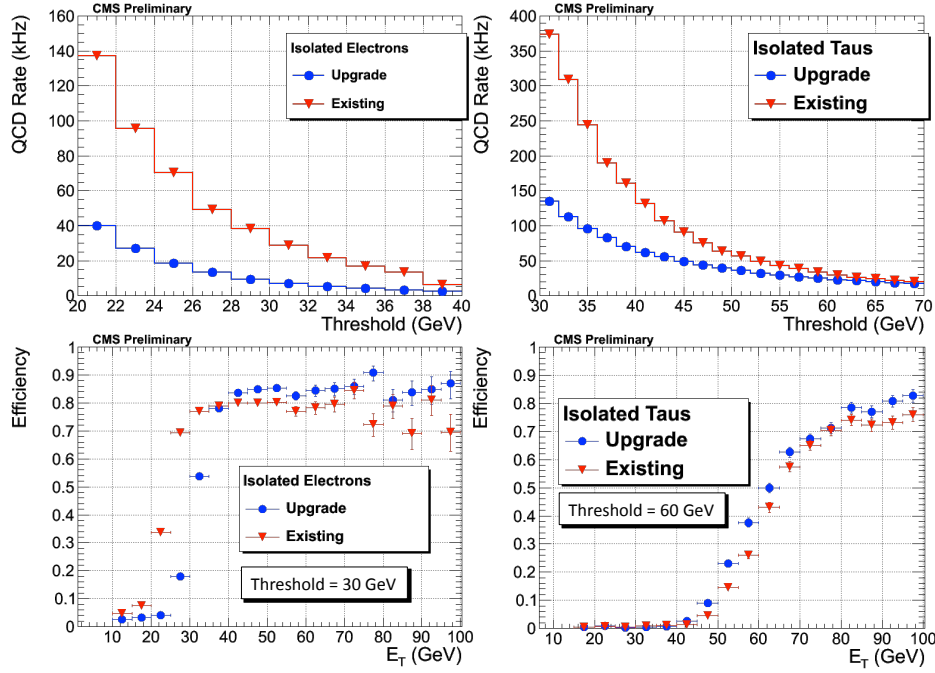 CMS Preliminary
QCD Rate (kHz)
160
140
120
100
80
60
40
20
0
Isolated Electrons
Upgrade
Existing
20 22 24 26 28 30 32 34 36 38 40
Threshold (GeV)
CMS Preliminary
QCD Rate (kHz)
400
350
300
250
200
150
100
50
0
Isolated Taus
Upgrade
Existing
30 35 40 45 50 55 60 65 70
Threshold (GeV)
CMS Preliminary
Efficiency
1
0.9
0.8
0.7
0.6
0.5
0.4
0.3
0.2
0.1
0
Isolated Electrons
Upgrade
Existing
Threshold = 30 GeV
10 20 30 40 50 60 70 80 90 100
E_T (GeV)
CMS Preliminary
Efficiency
1
0.9
0.8
0.7
0.6
0.5
0.4
0.3
0.2
0.1
0
Isolated Taus
Upgrade
Existing
Threshold = 60 GeV
10 20 30 40 50 60 70 80 90 100
E_T (GeV)